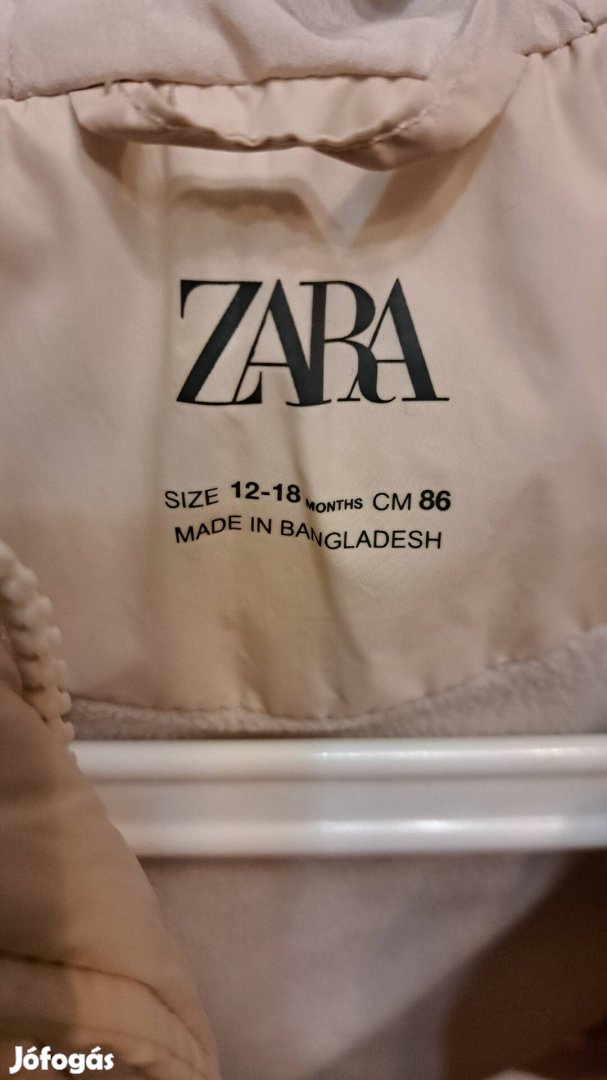 ZARA
SIZE 12-18 MONTHS CM 86
MADE IN BANGLADESH
Jófogás